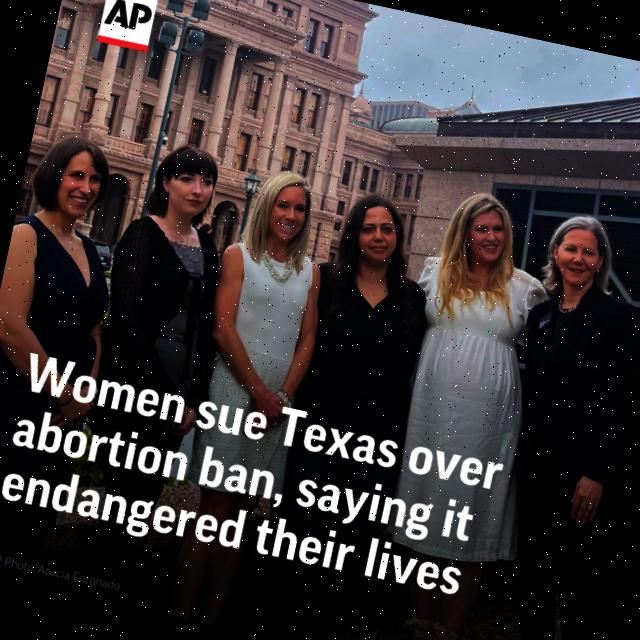 AP
Women sue Texas over
abortion ban, saying it
endangered their lives
Photo/Acacia Coronado